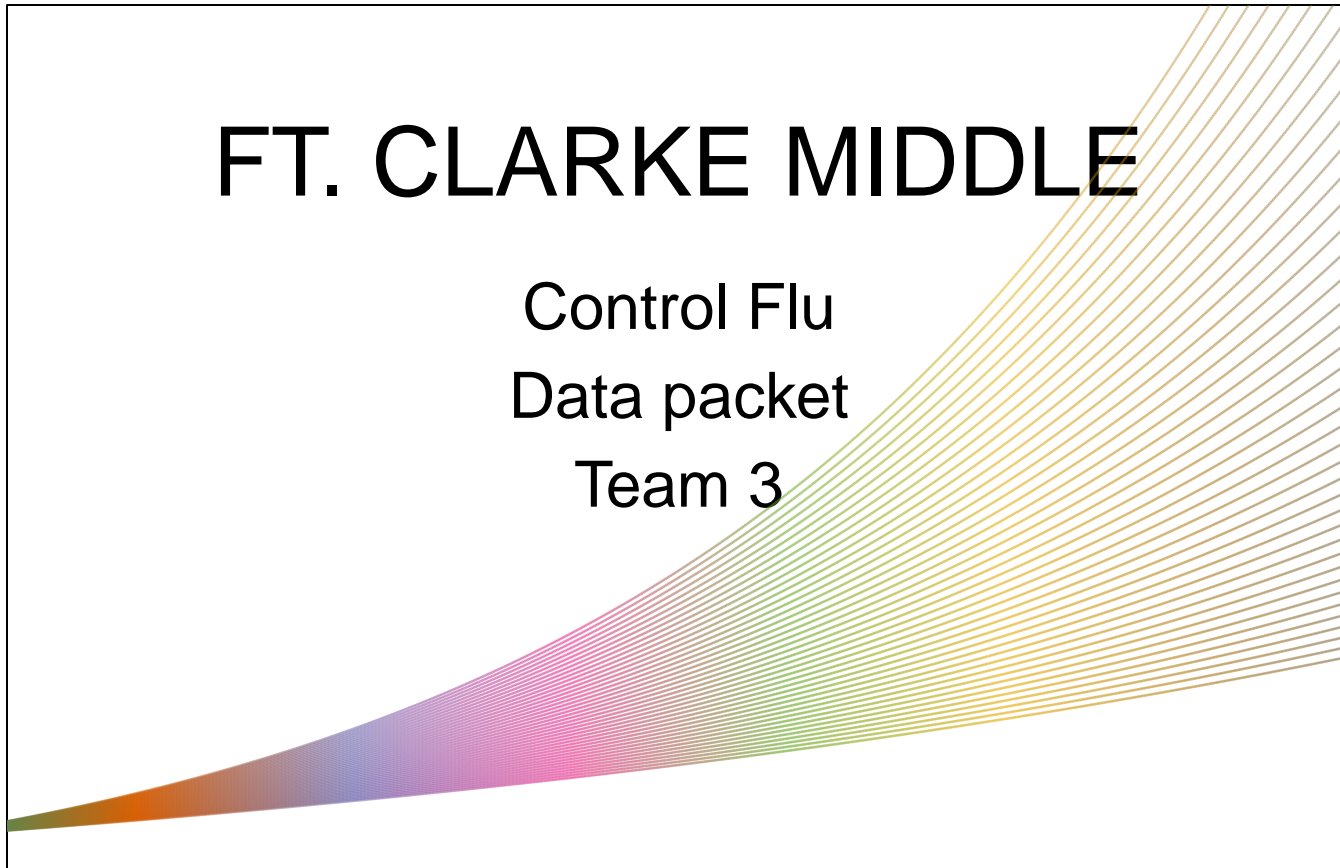 FT. CLARKE MIDDLE
Control Flu
Data packet
Team 3